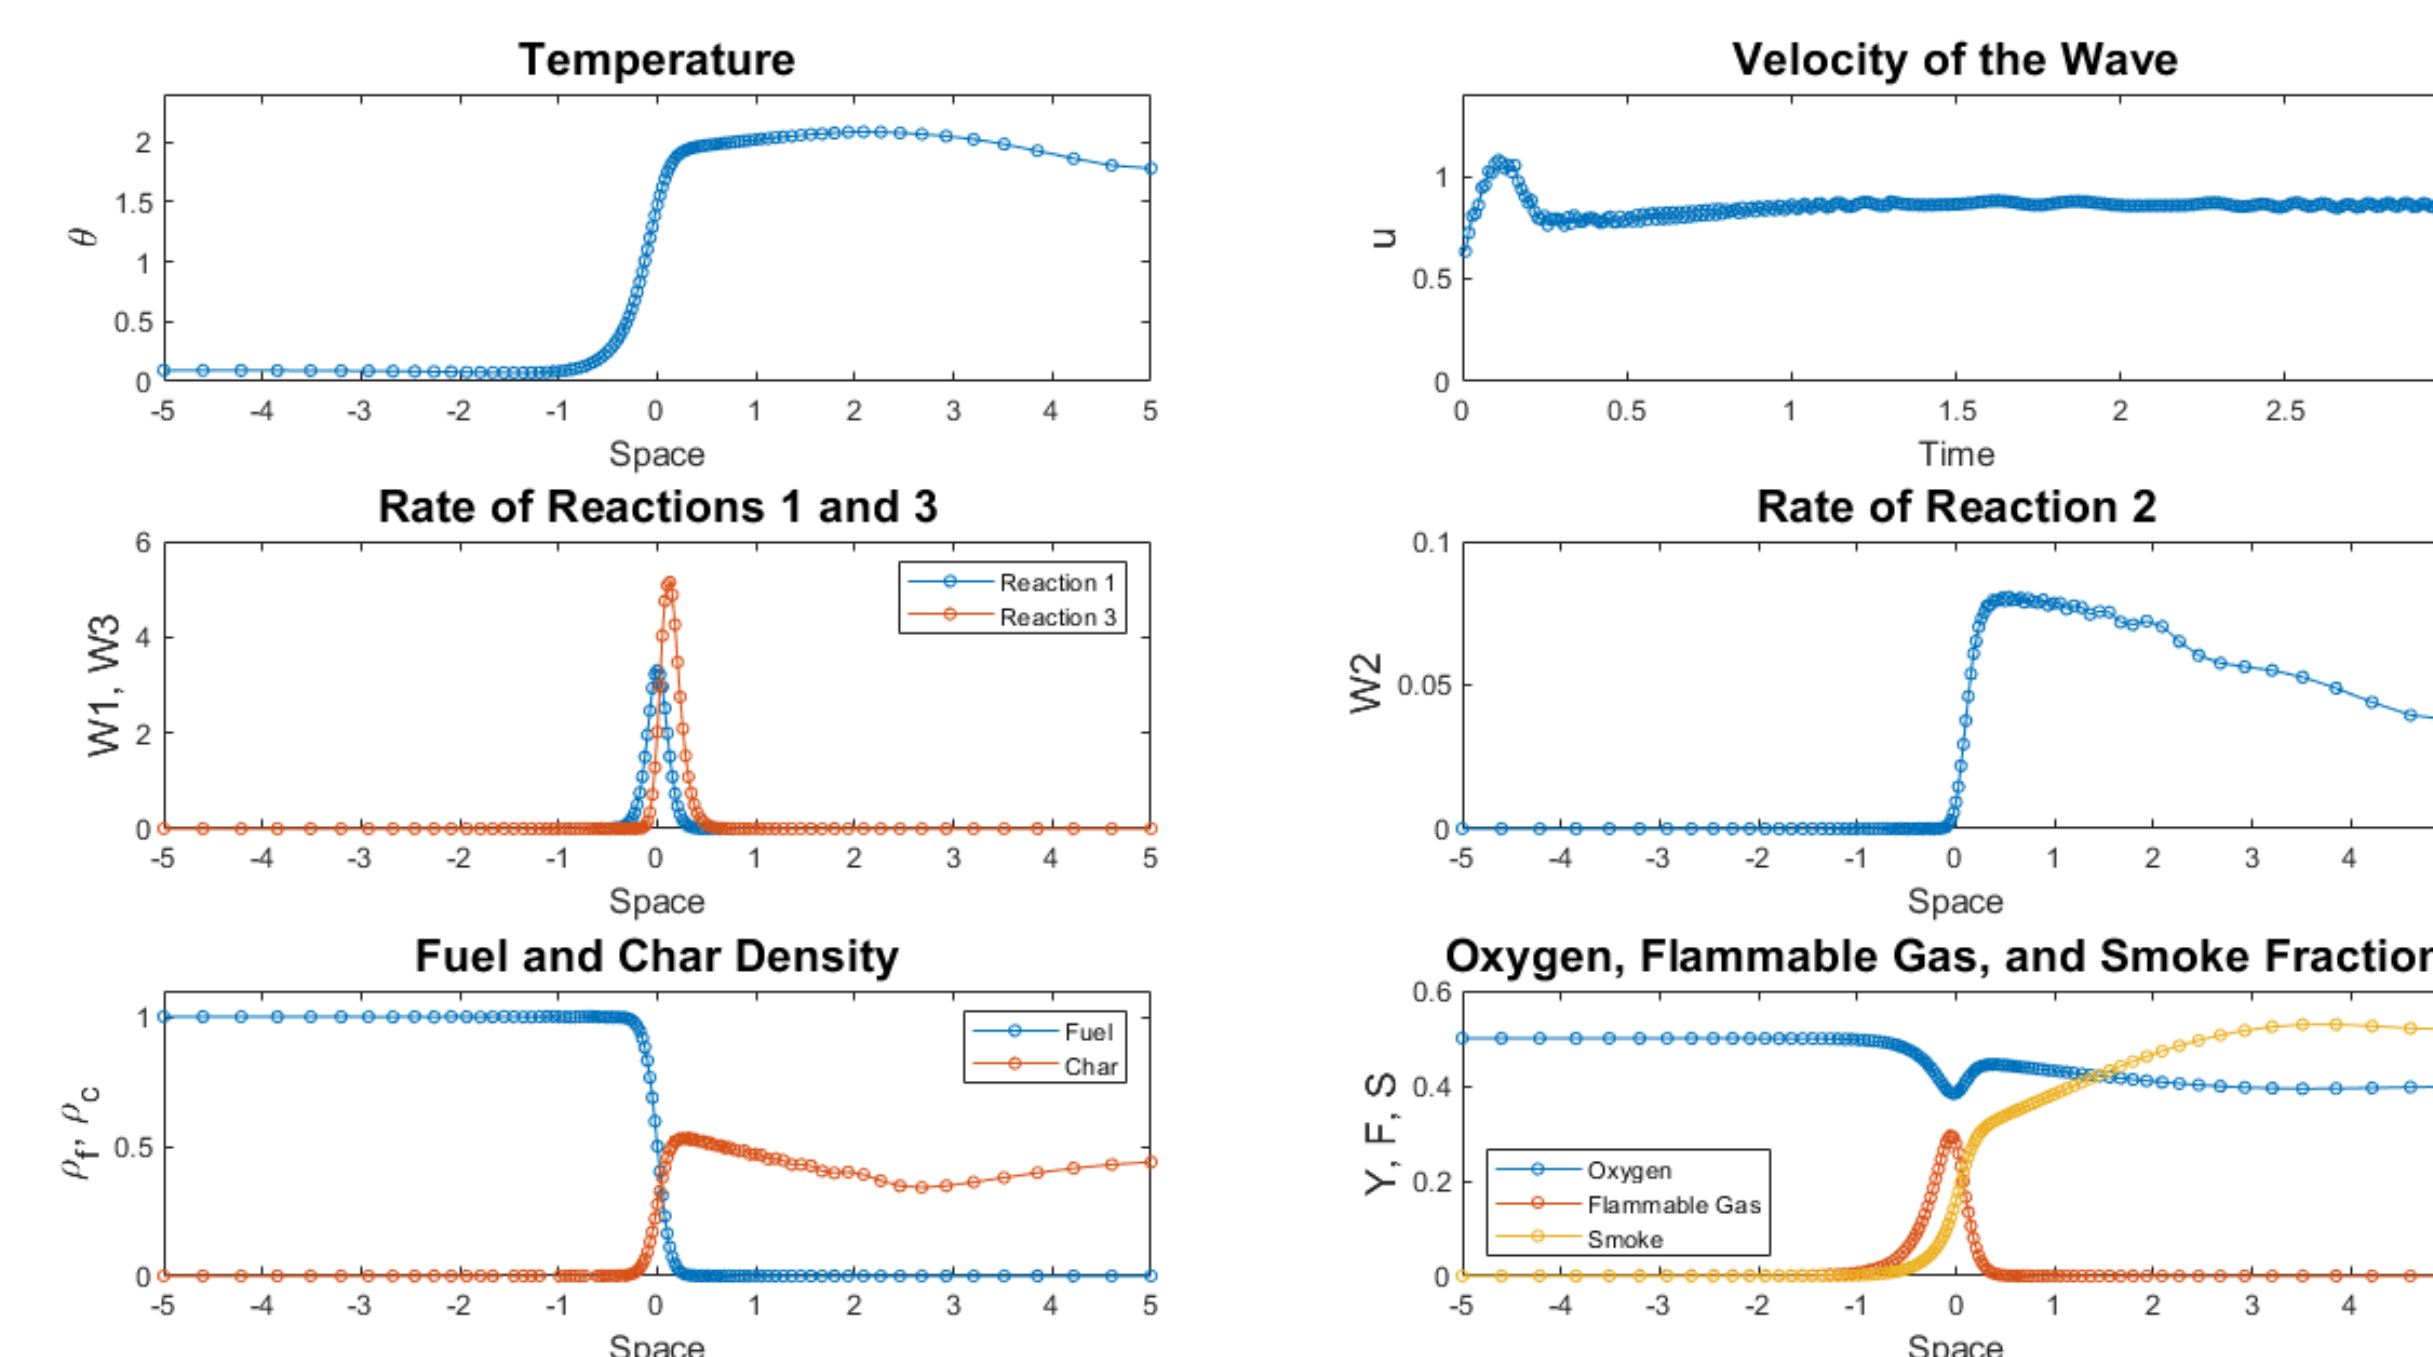 Temperature
2
1.5
1
0.5
0
θ
-5 -4 -3 -2 -1 0 1 2 3 4 5
Space
Velocity of the Wave
1
0.5
0
u
0 0.5 1 1.5 2 2.5
Time
Rate of Reactions 1 and 3
6
4
2
0
W1, W3
Reaction 1
Reaction 3
-5 -4 -3 -2 -1 0 1 2 3 4 5
Space
Rate of Reaction 2
0.1
0.05
0
W2
-5 -4 -3 -2 -1 0 1 2 3 4
Space
Fuel and Char Density
1
0.5
0
ρf, ρc
Fuel
Char
-5 -4 -3 -2 -1 0 1 2 3 4 5
Space
Oxygen, Flammable Gas, and Smoke Fraction
0.6
0.4
0.2
0
Y, F, S
Oxygen
Flammable Gas
Smoke
-5 -4 -3 -2 -1 0 1 2 3 4
Space